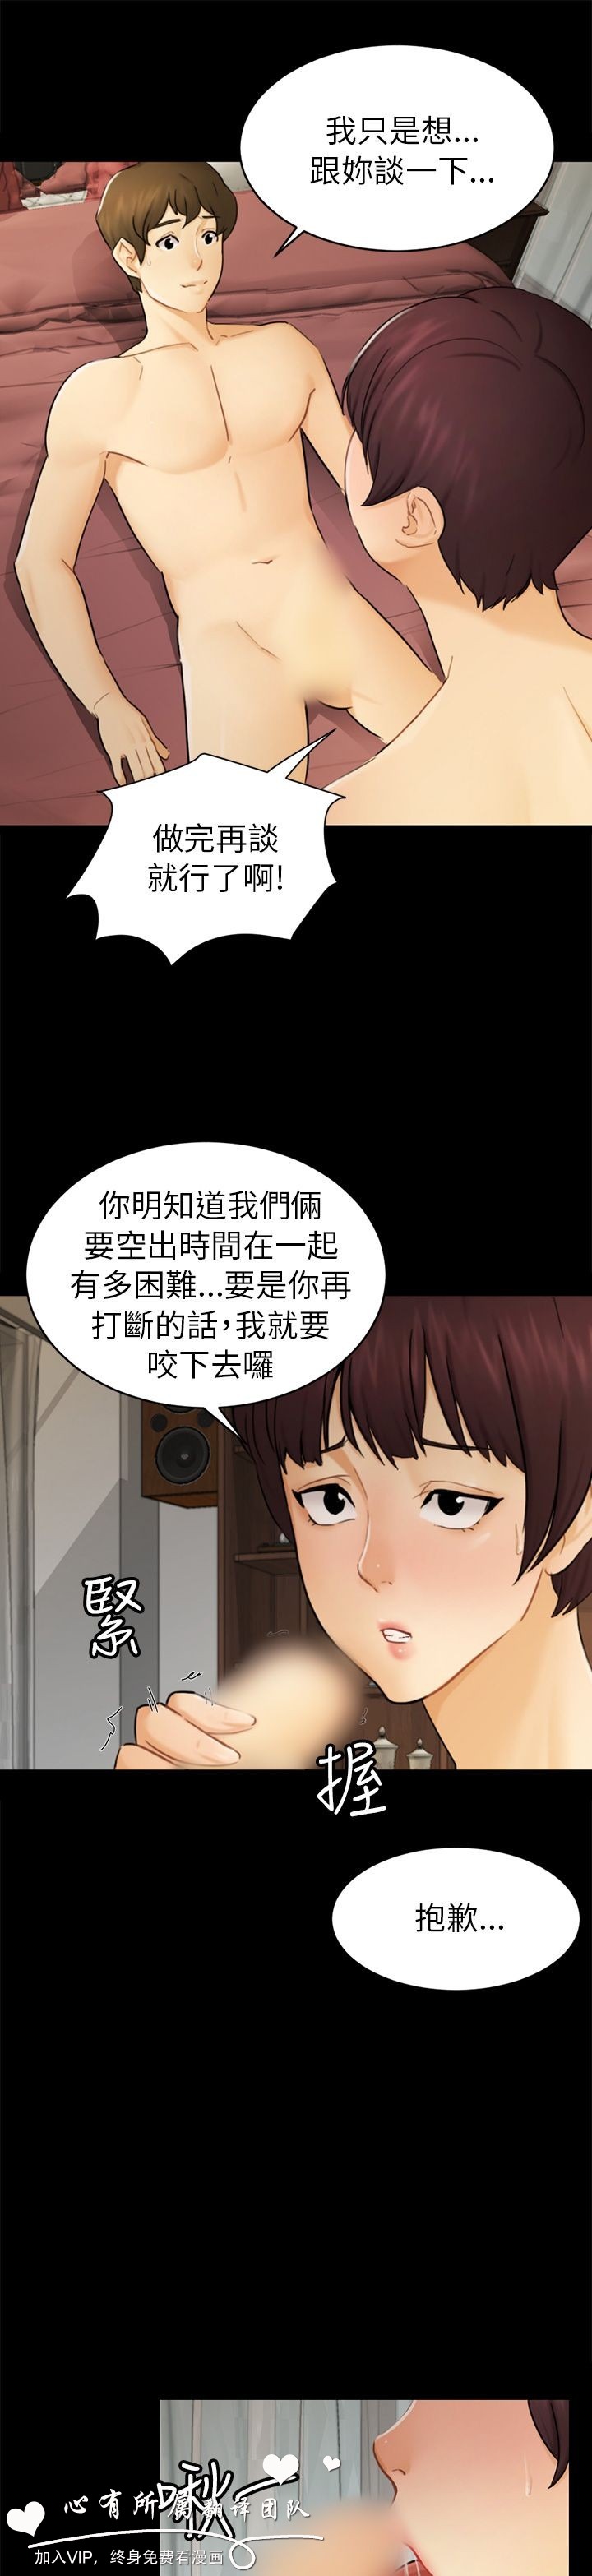 我只是想…
跟妳談一下…
做完再談
就行了啊!
你明知道我們倆
要空出時間在一起
有多困難…要是你再
打斷的話,我就要
咬下去囉
緊
握
抱歉…
啾
心有所屬翻译团队
加入VIP，终身免费看漫画